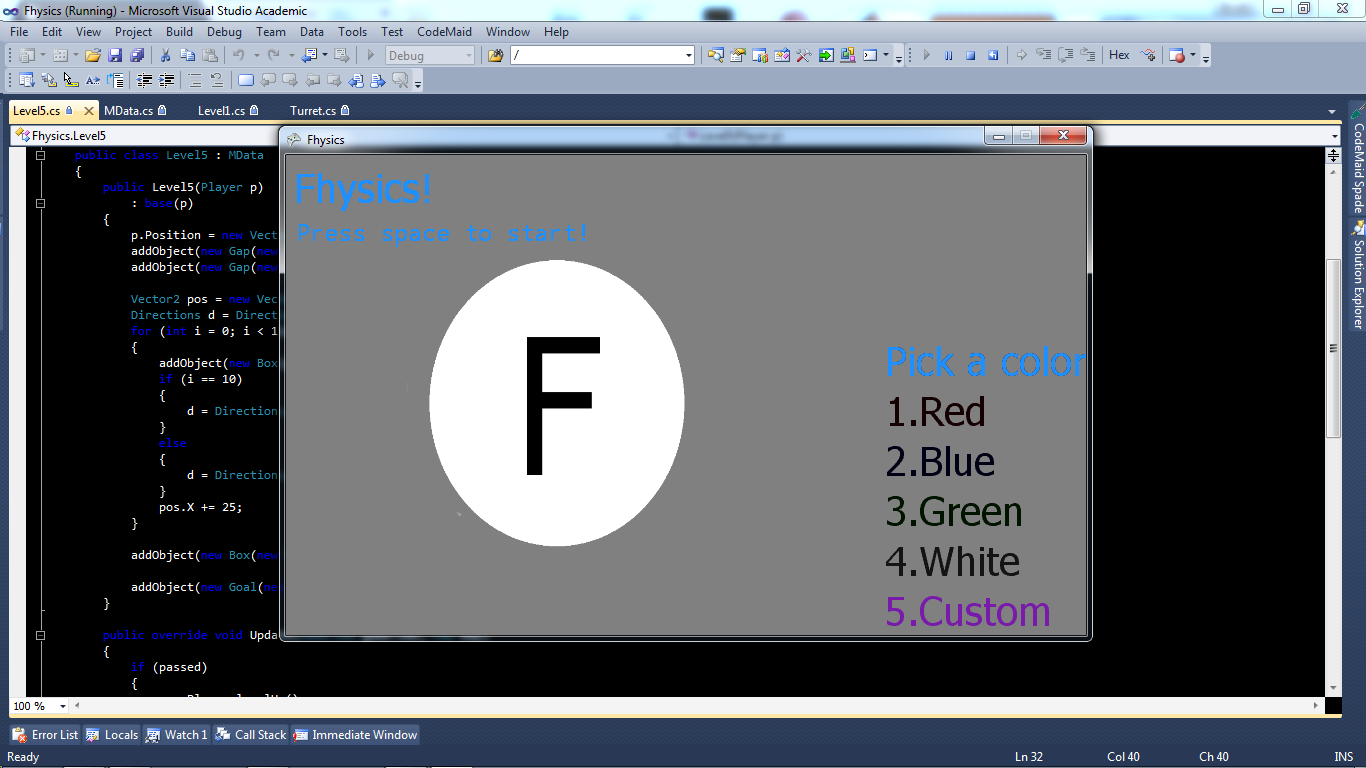 Fhysics (Running) - Microsoft Visual Studio Academic
File Edit View Project Build Debug Team Data Tools Test CodeMaid Window Help
Debug / Hex
Level5.cs MData.cs Level1.cs Turret.cs
Fhysics.Level5
public class Level5 : MData
{
public Level5(Player p)
: base(p)
{
p.Position = new Vect
addObject(new Gap(new
addObject(new Gap(new
Vector2 pos = new Vec
Directions d = Direct
for (int i = 0; i < 1
{
addObject(new Box
if (i == 10)
{
d = Direction
}
else
{
d = Direction
}
pos.X += 25;
}
addObject(new Box(new
addObject(new Goal(ne
}
public override void Upda
{
if (passed)
{
Fhysics
Fhysics!
Press space to start!
F
Pick a color
1.Red
2.Blue
3.Green
4.White
5.Custom
CodeMaid Spade
Solution Explorer
100 %
Error List Locals Watch 1 Call Stack Immediate Window
Ready Ln 32 Col 40 Ch 40 INS